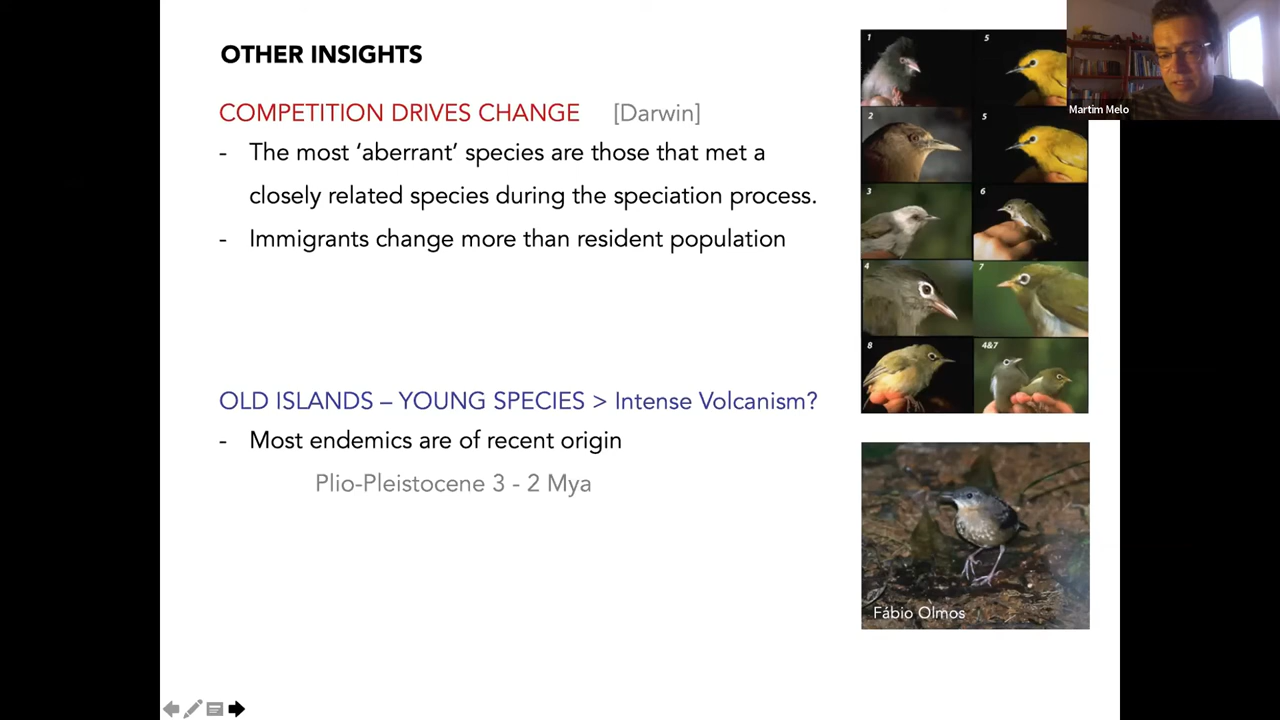 OTHER INSIGHTS
COMPETITION DRIVES CHANGE [Darwin]
- The most ‘aberrant’ species are those that met a
closely related species during the speciation process.
- Immigrants change more than resident population
OLD ISLANDS – YOUNG SPECIES > Intense Volcanism?
- Most endemics are of recent origin
Plio-Pleistocene 3 - 2 Mya
1
5
2
5
3
6
4
7
8
4&7
Martim Melo
Fábio Olmos